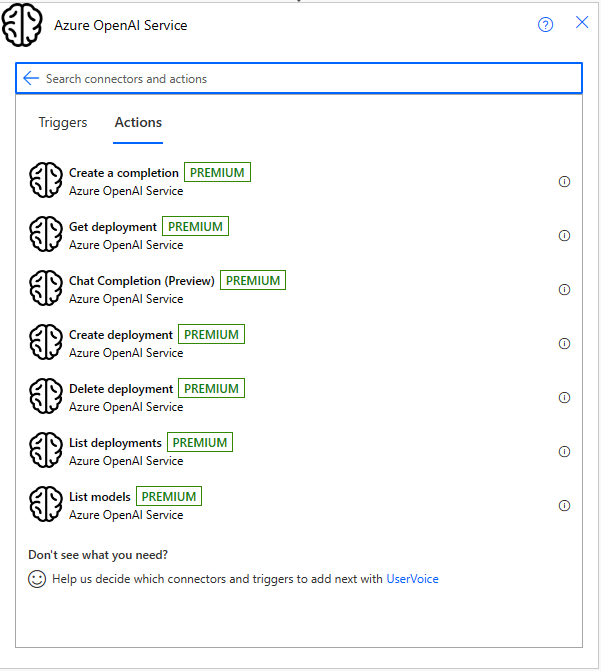 Azure OpenAI Service
Search connectors and actions
Triggers Actions
Create a completion PREMIUM
Azure OpenAI Service
Get deployment PREMIUM
Azure OpenAI Service
Chat Completion (Preview) PREMIUM
Azure OpenAI Service
Create deployment PREMIUM
Azure OpenAI Service
Delete deployment PREMIUM
Azure OpenAI Service
List deployments PREMIUM
Azure OpenAI Service
List models PREMIUM
Azure OpenAI Service
Don't see what you need?
Help us decide which connectors and triggers to add next with UserVoice